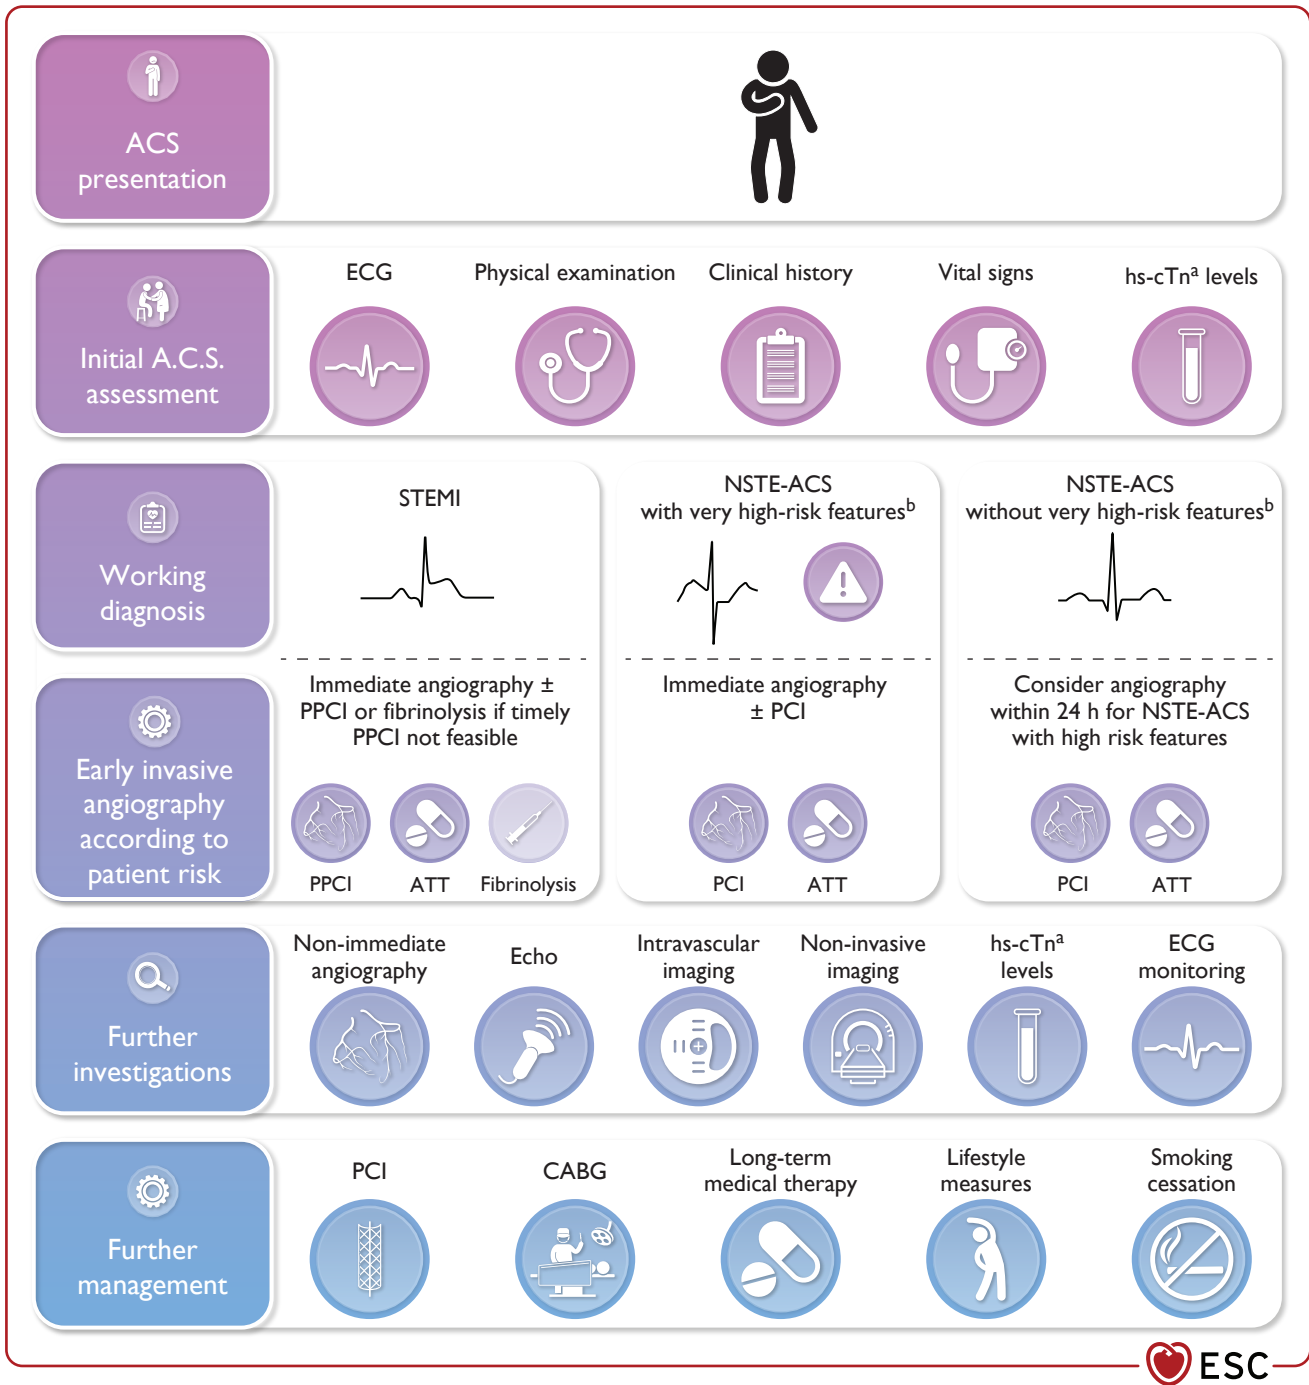 ACS
presentation
Initial A.C.S.
assessment
ECG
Physical examination
Clinical history
Vital signs
hs-cTnᵃ levels
Working
diagnosis
STEMI
NSTE-ACS
with very high-risk featuresᵇ
NSTE-ACS
without very high-risk featuresᵇ
Early invasive
angiography
according to
patient risk
Immediate angiography ±
PPCI or fibrinolysis if timely
PPCI not feasible
PPCI
ATT
Fibrinolysis
Immediate angiography
± PCI
PCI
ATT
Consider angiography
within 24 h for NSTE-ACS
with high risk features
PCI
ATT
Further
investigations
Non-immediate
angiography
Echo
Intravascular
imaging
Non-invasive
imaging
hs-cTnᵃ
levels
ECG
monitoring
Further
management
PCI
CABG
Long-term
medical therapy
Lifestyle
measures
Smoking
cessation
ESC